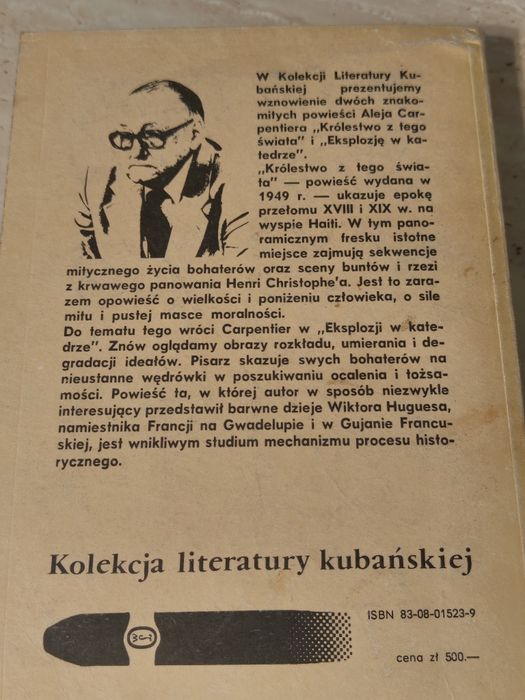 W Kolekcji Literatury Ku-
bańskiej prezentujemy
wznowienie dwóch znako-
mitych powieści Aleja Car-
pentiera „Królestwo z tego
świata" i „Eksplozję w ka-
tedrze".
„Królestwo z tego świa-
ta" — powieść wydana w
1949 r. — ukazuje epokę
przełomu XVIII i XIX w. na
wyspie Haiti. W tym pano-
ramicznym fresku istotne
miejsce zajmują sekwencje
mitycznego życia bohaterów oraz sceny buntów i rzezi
z krwawego panowania Henri Christophe'a. Jest to zara-
zem opowieść o wielkości i poniżeniu człowieka, o sile
mitu i pustej masce moralności.
Do tematu tego wróci Carpentier w „Eksplozji w kate-
drze". Znów oglądamy obrazy rozkładu, umierania i de-
gradacji ideałów. Pisarz skazuje swych bohaterów na
nieustanne wędrówki w poszukiwaniu ocalenia i tożsa-
mości. Powieść ta, w której autor w sposób niezwykle
interesujący przedstawił barwne dzieje Wiktora Huguesa,
namiestnika Francji na Gwadelupie i w Gujanie Francu-
skiej, jest wnikliwym studium mechanizmu procesu histo-
rycznego.
Kolekcja literatury kubańskiej
ISBN 83-08-01523-9
cena zł 500.—